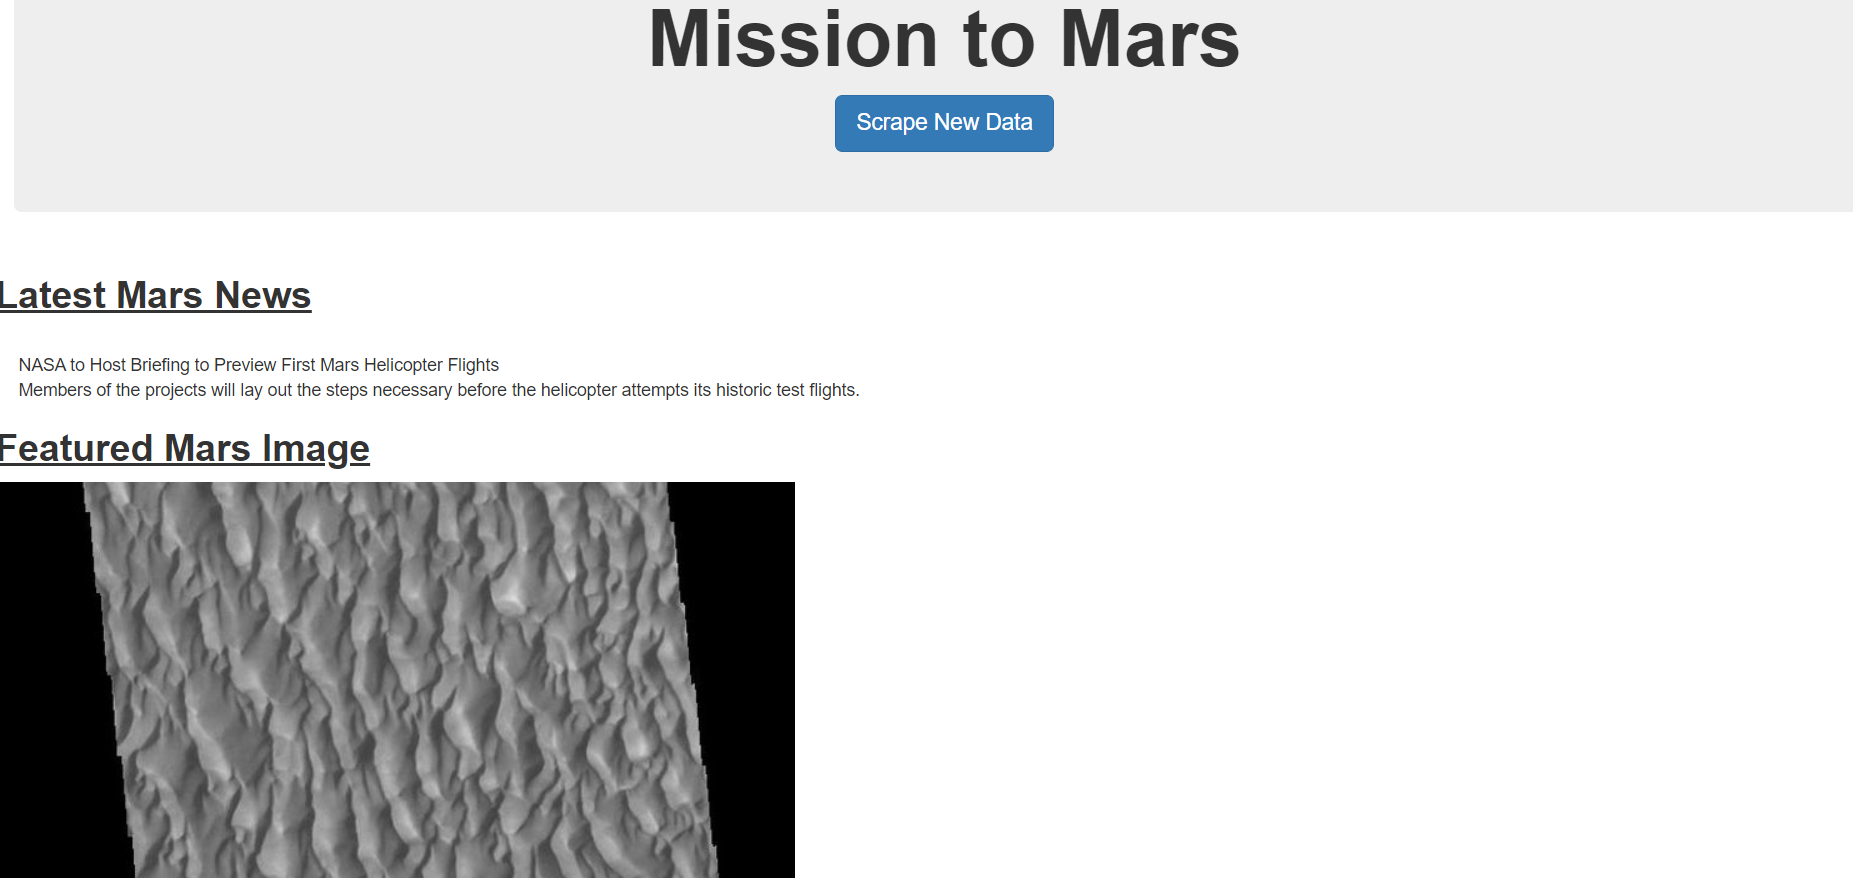 Mission to Mars
Scrape New Data
Latest Mars News
NASA to Host Briefing to Preview First Mars Helicopter Flights
Members of the projects will lay out the steps necessary before the helicopter attempts its historic test flights.
Featured Mars Image